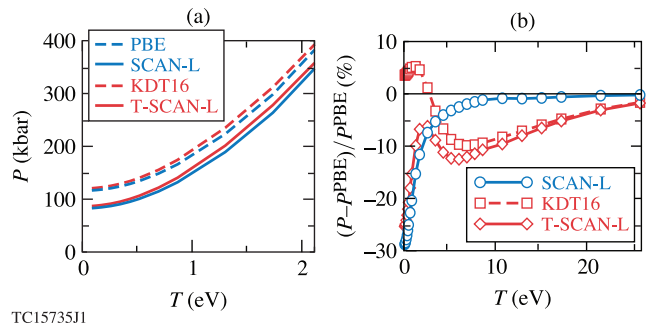 (a)
PBE
SCAN-L
KDT16
T-SCAN-L
400
300
200
100
0
P (kbar)
0
1
2
T (eV)
(b)
10
0
–10
–20
–30
(P–P^PBE)/P^PBE (%)
SCAN-L
KDT16
T-SCAN-L
0
10
20
T (eV)
TC15735J1